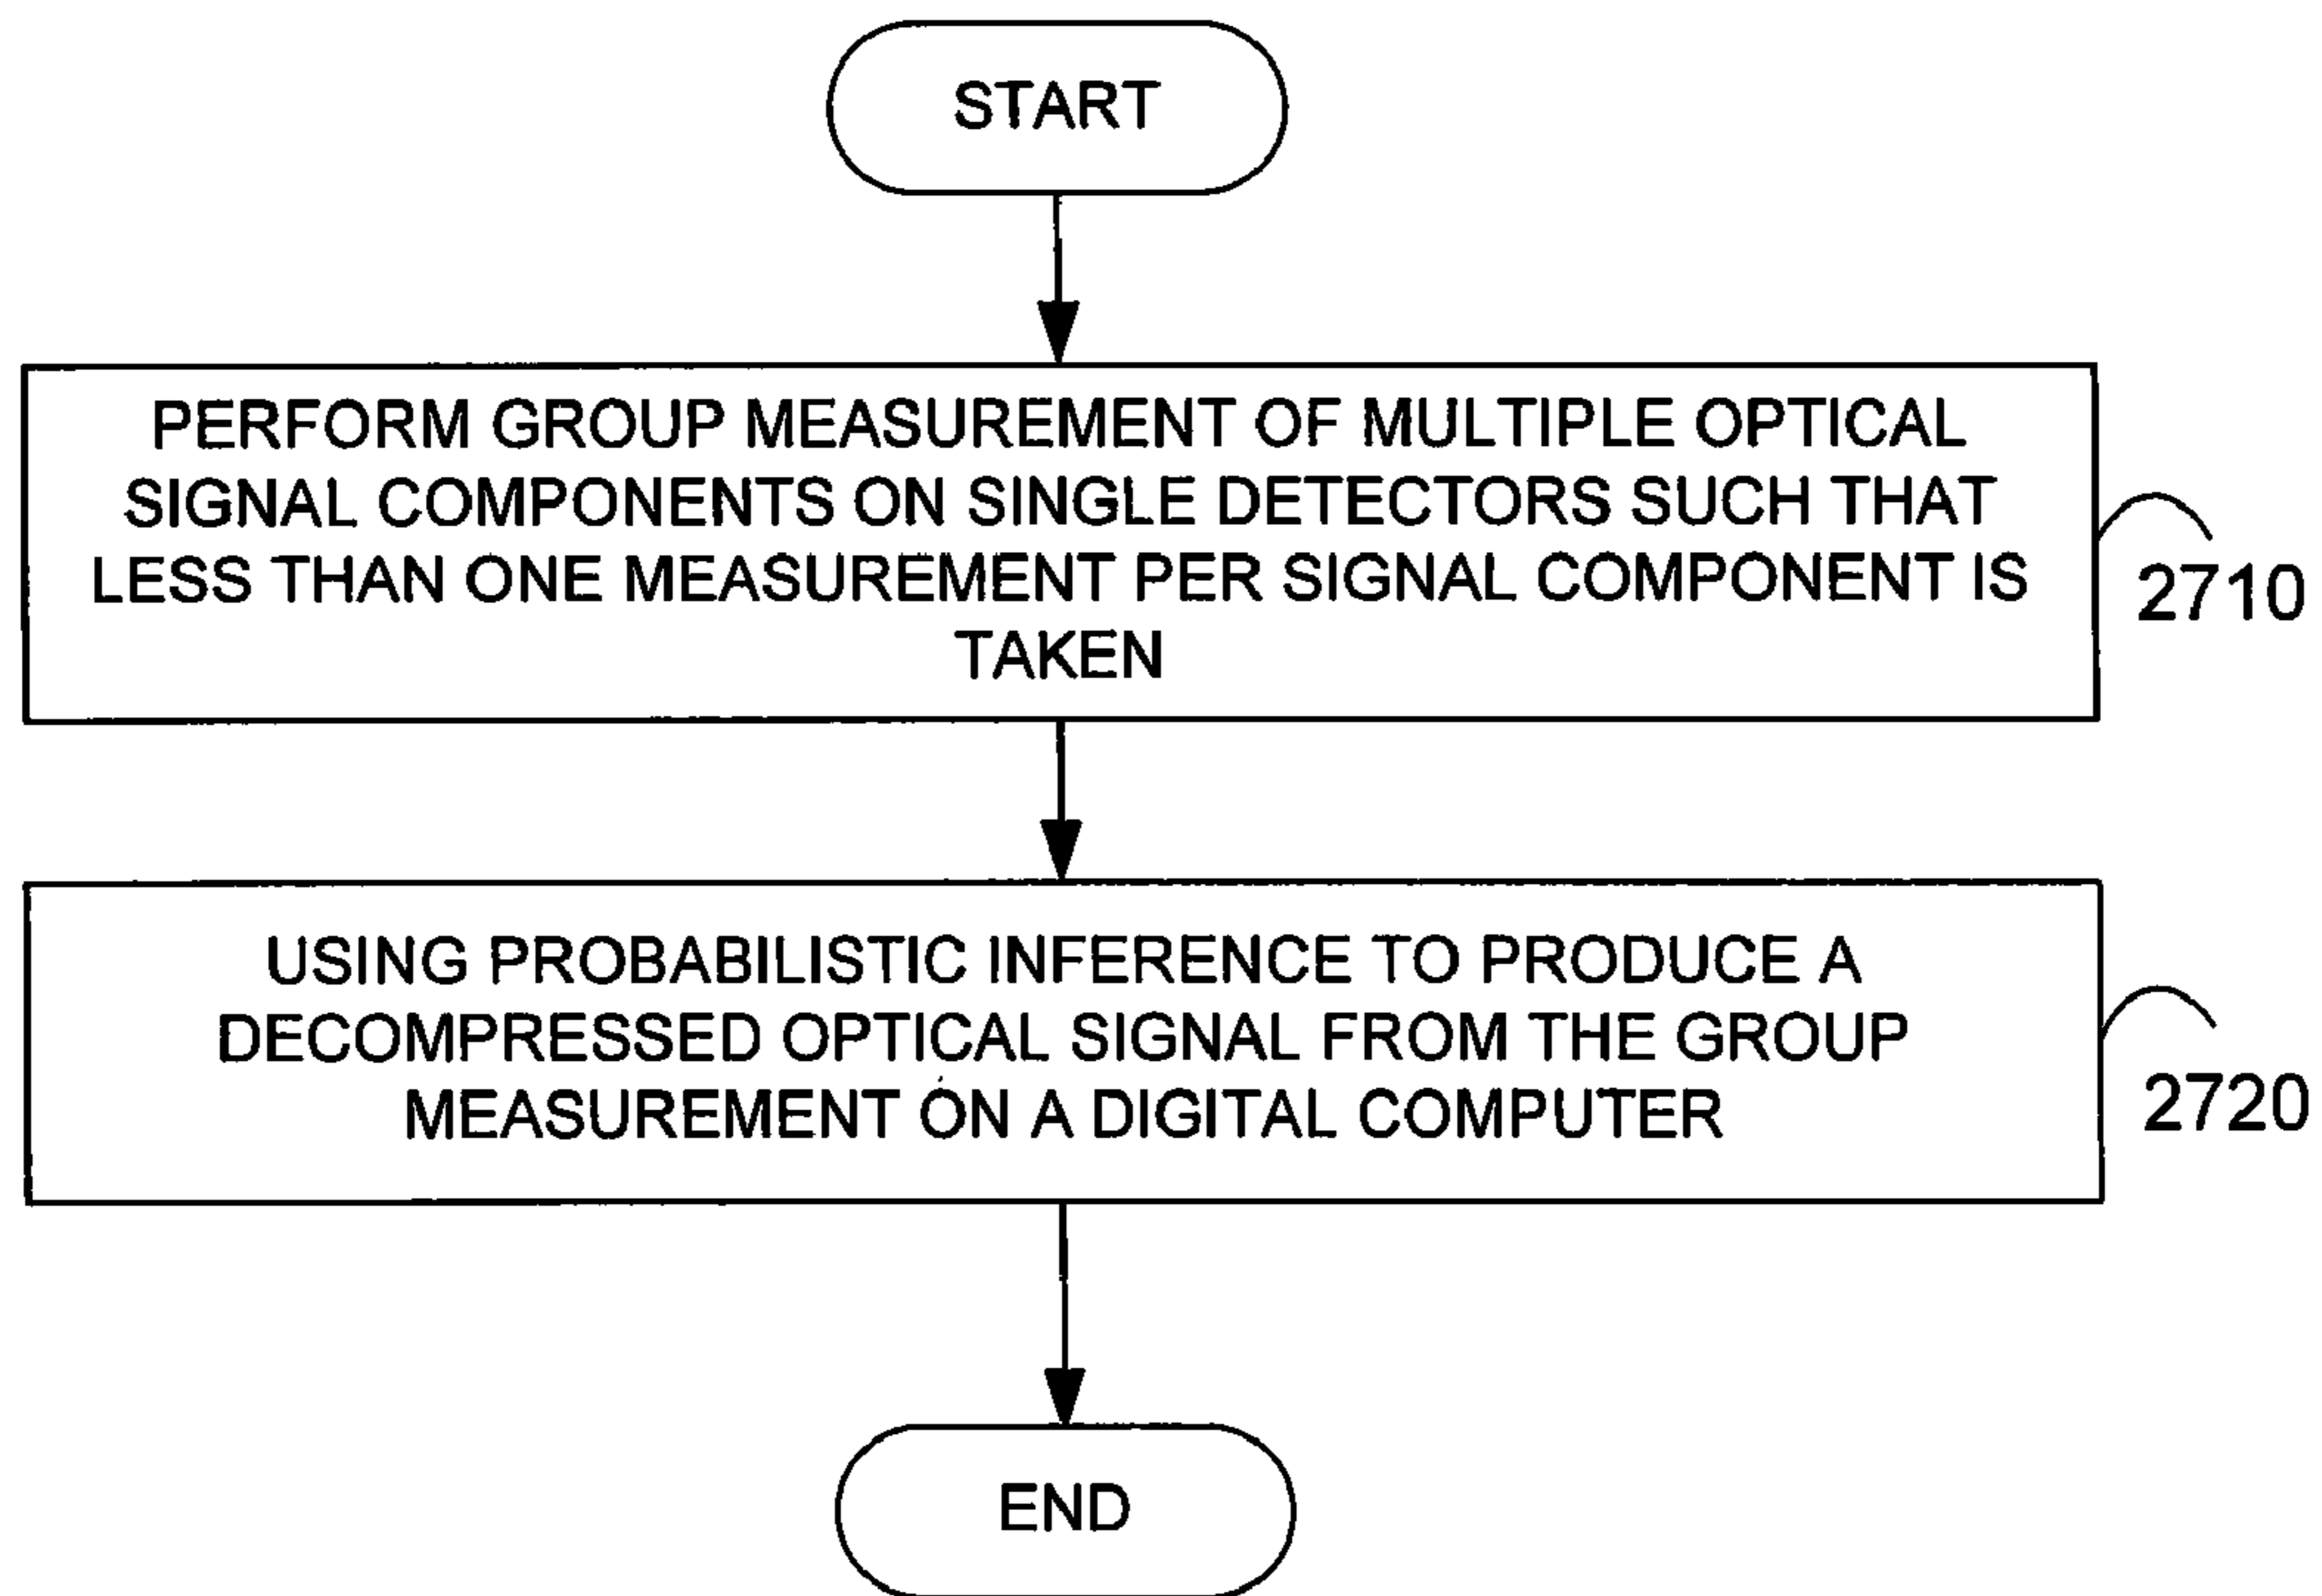 START
PERFORM GROUP MEASUREMENT OF MULTIPLE OPTICAL
SIGNAL COMPONENTS ON SINGLE DETECTORS SUCH THAT
LESS THAN ONE MEASUREMENT PER SIGNAL COMPONENT IS
TAKEN
2710
USING PROBABILISTIC INFERENCE TO PRODUCE A
DECOMPRESSED OPTICAL SIGNAL FROM THE GROUP
MEASUREMENT ON A DIGITAL COMPUTER
2720
END